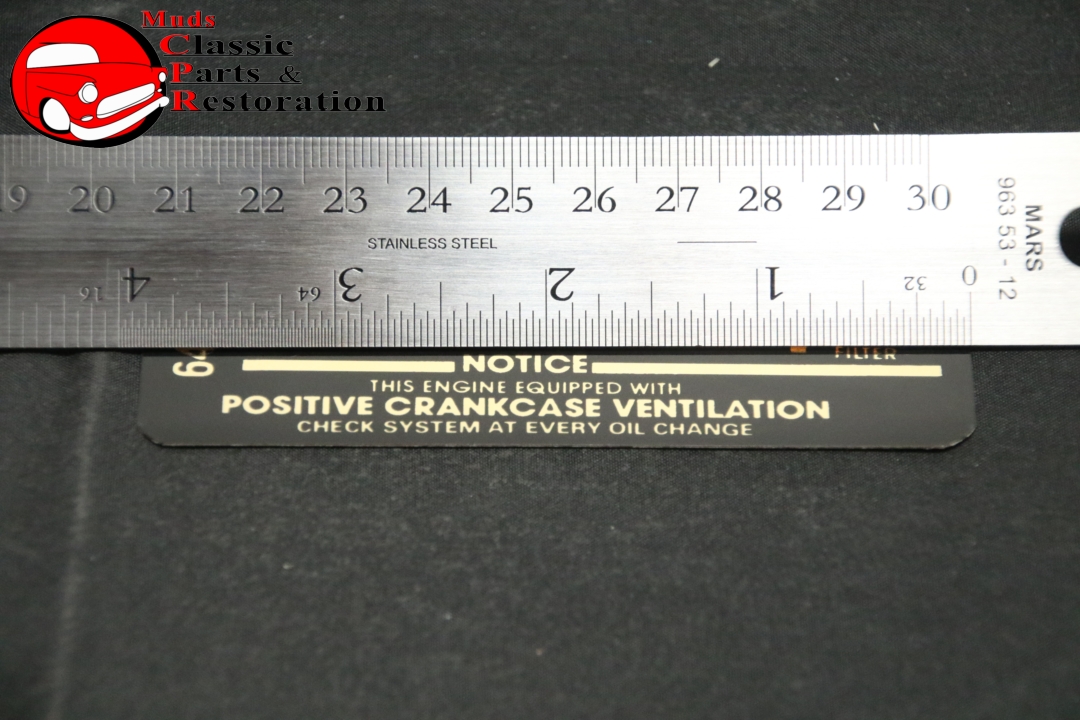 Muds
Classic
Parts &
Restoration
20 21 22 23 24 25 26 27 28 29 30
963 53 - 12
MARS
STAINLESS STEEL
16 4 64 3 2 1 32 0
FILTER
NOTICE
THIS ENGINE EQUIPPED WITH
POSITIVE CRANKCASE VENTILATION
CHECK SYSTEM AT EVERY OIL CHANGE